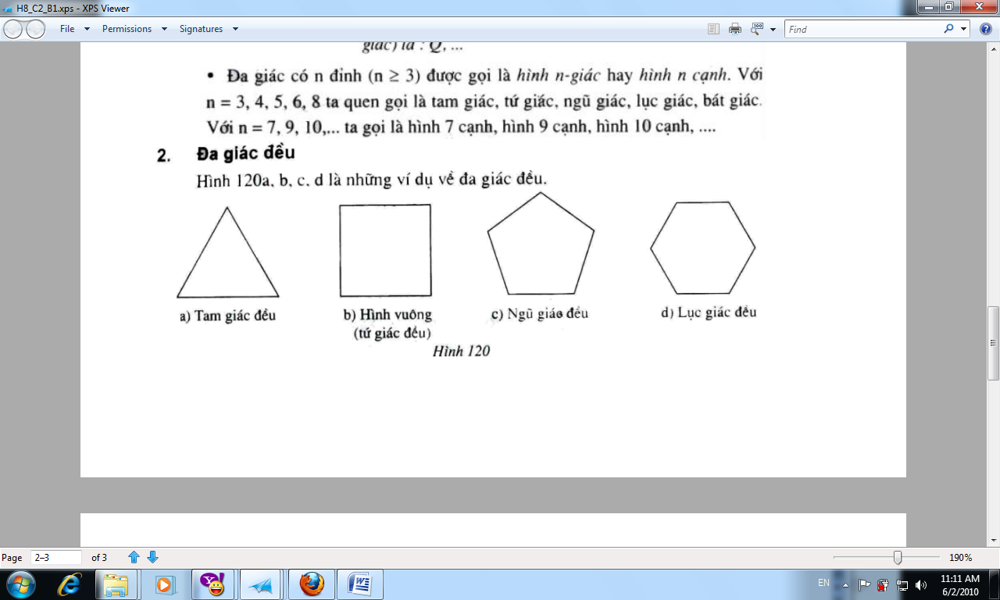 H8_C2_B1.xps - XPS Viewer
File Permissions Signatures Find
giác) là : Q, ...
• Đa giác có n đỉnh (n ≥ 3) được gọi là hình n-giác hay hình n cạnh. Với
n = 3, 4, 5, 6, 8 ta quen gọi là tam giác, tứ giác, ngũ giác, lục giác, bát giác.
Với n = 7, 9, 10,... ta gọi là hình 7 cạnh, hình 9 cạnh, hình 10 cạnh, ....
2. Đa giác đều
Hình 120a, b, c, d là những ví dụ về đa giác đều.
a) Tam giác đều
b) Hình vuông
(tứ giác đều)
c) Ngũ giác đều
d) Lục giác đều
Hình 120
Page 2–3 of 3 190%
EN
11:11 AM
6/2/2010